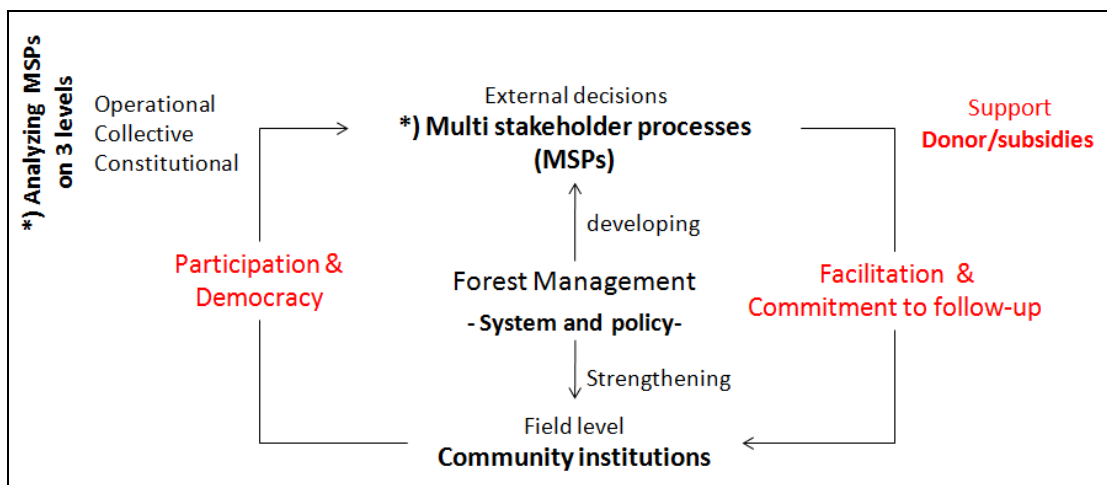 *) Analyzing MSPs
on 3 levels
Operational
Collective
Constitutional
External decisions
*) Multi stakeholder processes
(MSPs)
Support
Donor/subsidies
developing
Participation &
Democracy
Forest Management
- System and policy-
Facilitation &
Commitment to follow-up
Strengthening
Field level
Community institutions